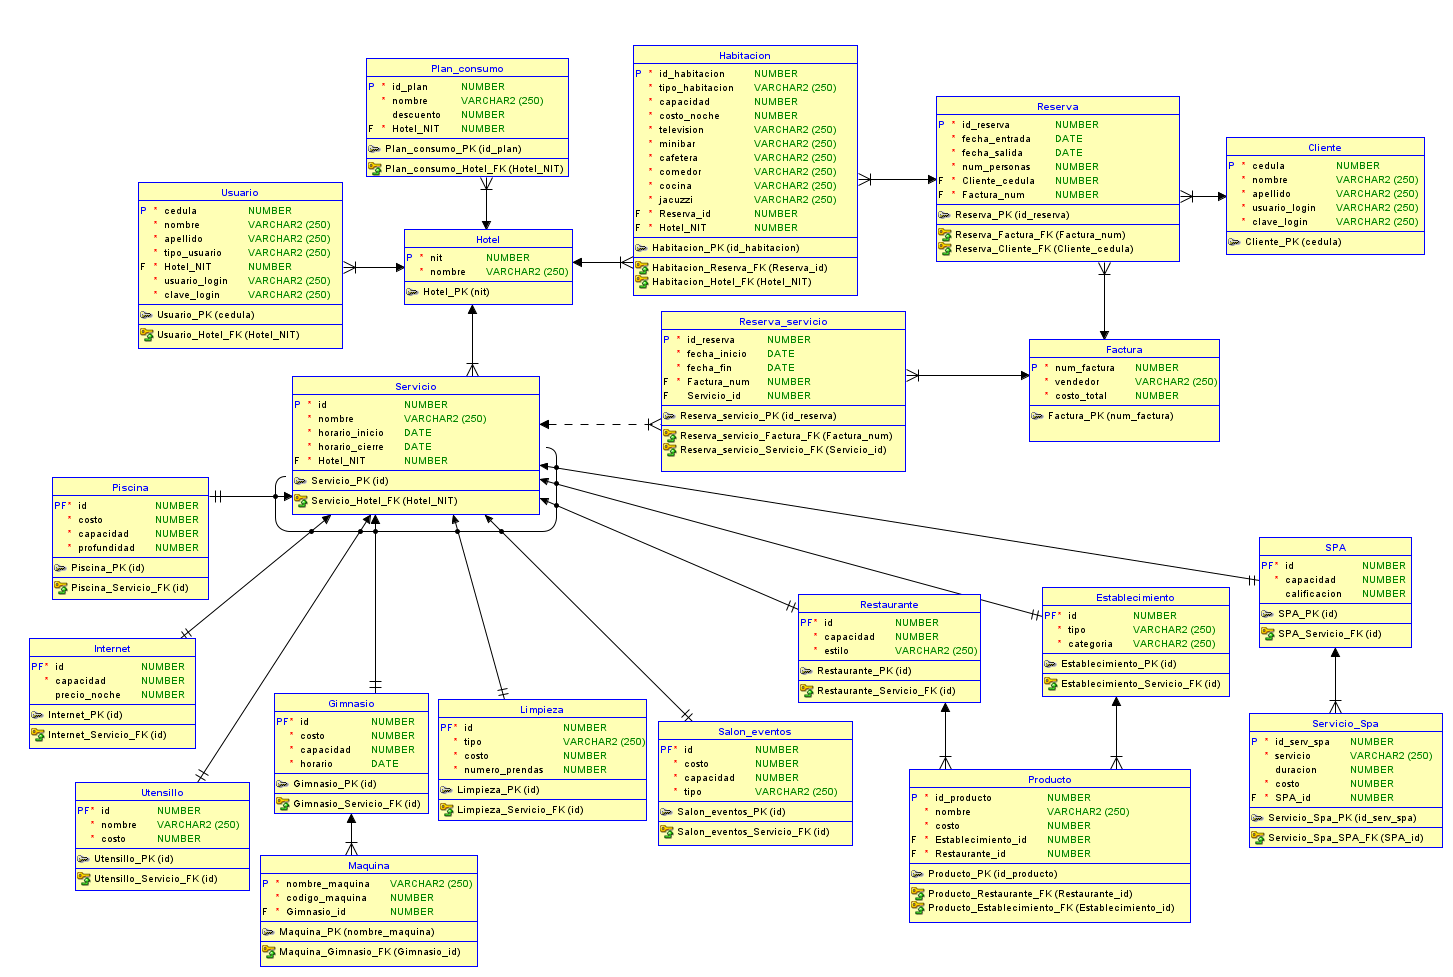 Plan_consumo
P * id_plan NUMBER
* nombre VARCHAR2 (250)
descuento NUMBER
F * Hotel_NIT NUMBER
Plan_consumo_PK (id_plan)
Plan_consumo_Hotel_FK (Hotel_NIT)
Habitacion
P * id_habitacion NUMBER
* tipo_habitacion VARCHAR2 (250)
* capacidad NUMBER
* costo_noche NUMBER
* television VARCHAR2 (250)
* minibar VARCHAR2 (250)
* cafetera VARCHAR2 (250)
* comedor VARCHAR2 (250)
* cocina VARCHAR2 (250)
* jacuzzi VARCHAR2 (250)
F * Reserva_id NUMBER
F * Hotel_NIT NUMBER
Habitacion_PK (id_habitacion)
Habitacion_Reserva_FK (Reserva_id)
Habitacion_Hotel_FK (Hotel_NIT)
Reserva
P * id_reserva NUMBER
* fecha_entrada DATE
* fecha_salida DATE
* num_personas NUMBER
F * Cliente_cedula NUMBER
F * Factura_num NUMBER
Reserva_PK (id_reserva)
Reserva_Factura_FK (Factura_num)
Reserva_Cliente_FK (Cliente_cedula)
Cliente
P * cedula NUMBER
* nombre VARCHAR2 (250)
* apellido VARCHAR2 (250)
* usuario_login VARCHAR2 (250)
* clave_login VARCHAR2 (250)
Cliente_PK (cedula)
Usuario
P * cedula NUMBER
* nombre VARCHAR2 (250)
* apellido VARCHAR2 (250)
* tipo_usuario VARCHAR2 (250)
F * Hotel_NIT NUMBER
* usuario_login VARCHAR2 (250)
* clave_login VARCHAR2 (250)
Usuario_PK (cedula)
Usuario_Hotel_FK (Hotel_NIT)
Hotel
P * nit NUMBER
* nombre VARCHAR2 (250)
Hotel_PK (nit)
Reserva_servicio
P * id_reserva NUMBER
* fecha_inicio DATE
* fecha_fin DATE
F * Factura_num NUMBER
F Servicio_id NUMBER
Reserva_servicio_PK (id_reserva)
Reserva_servicio_Factura_FK (Factura_num)
Reserva_servicio_Servicio_FK (Servicio_id)
Factura
P * num_factura NUMBER
* vendedor VARCHAR2 (250)
* costo_total NUMBER
Factura_PK (num_factura)
Servicio
P * id NUMBER
* nombre VARCHAR2 (250)
* horario_inicio DATE
* horario_cierre DATE
F * Hotel_NIT NUMBER
Servicio_PK (id)
Servicio_Hotel_FK (Hotel_NIT)
Piscina
PF* id NUMBER
* costo NUMBER
* capacidad NUMBER
* profundidad NUMBER
Piscina_PK (id)
Piscina_Servicio_FK (id)
SPA
PF* id NUMBER
* capacidad NUMBER
calificacion NUMBER
SPA_PK (id)
SPA_Servicio_FK (id)
Establecimiento
PF* id NUMBER
* tipo VARCHAR2 (250)
* categoria VARCHAR2 (250)
Establecimiento_PK (id)
Establecimiento_Servicio_FK (id)
Restaurante
PF* id NUMBER
* capacidad NUMBER
* estilo VARCHAR2 (250)
Restaurante_PK (id)
Restaurante_Servicio_FK (id)
Internet
PF* id NUMBER
* capacidad NUMBER
precio_noche NUMBER
Internet_PK (id)
Internet_Servicio_FK (id)
Gimnasio
PF* id NUMBER
* costo NUMBER
* capacidad NUMBER
* horario DATE
Gimnasio_PK (id)
Gimnasio_Servicio_FK (id)
Limpieza
PF* id NUMBER
* tipo VARCHAR2 (250)
* costo NUMBER
* numero_prendas NUMBER
Limpieza_PK (id)
Limpieza_Servicio_FK (id)
Salon_eventos
PF* id NUMBER
* costo NUMBER
* capacidad NUMBER
* tipo VARCHAR2 (250)
Salon_eventos_PK (id)
Salon_eventos_Servicio_FK (id)
Servicio_Spa
P * id_serv_spa NUMBER
* servicio VARCHAR2 (250)
duracion NUMBER
* costo NUMBER
F * SPA_id NUMBER
Servicio_Spa_PK (id_serv_spa)
Servicio_Spa_SPA_FK (SPA_id)
Utensillo
PF* id NUMBER
* nombre VARCHAR2 (250)
* costo NUMBER
Utensillo_PK (id)
Utensillo_Servicio_FK (id)
Producto
P * id_producto NUMBER
* nombre VARCHAR2 (250)
* costo NUMBER
F * Establecimiento_id NUMBER
F * Restaurante_id NUMBER
Producto_PK (id_producto)
Producto_Restaurante_FK (Restaurante_id)
Producto_Establecimiento_FK (Establecimiento_id)
Maquina
P * nombre_maquina VARCHAR2 (250)
* codigo_maquina NUMBER
F * Gimnasio_id NUMBER
Maquina_PK (nombre_maquina)
Maquina_Gimnasio_FK (Gimnasio_id)